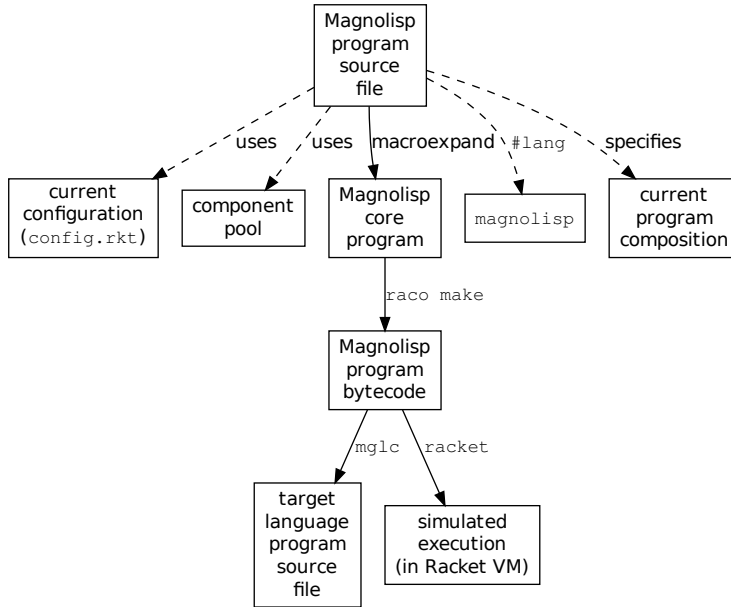 Magnolisp
program
source
file
uses
uses
macroexpand
#lang
specifies
current
configuration
(config.rkt)
component
pool
Magnolisp
core
program
magnolisp
current
program
composition
raco make
Magnolisp
program
bytecode
mglc
racket
target
language
program
source
file
simulated
execution
(in Racket VM)